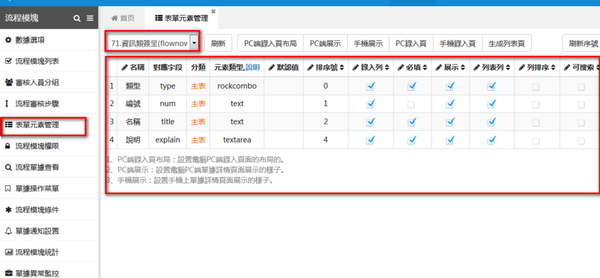 流程模塊
首頁
表單元素管理
數據選項
流程模塊列表
審核人員分組
流程審核步驟
表單元素管理
流程模塊權限
流程單據查看
單據操作菜單
流程模塊條件
單據通知設置
流程模塊統計
單據異常監控
71.資訊類簽呈(flownov 刷新 PC端錄入頁布局 PC端展示 手機展示 PC錄入頁 手機錄入頁 生成列表頁 刷新序號
名稱 對應字段 分類 元素類型,說明 默認值 排序號 錄入列 必填 展示 列表列 列排序 可搜索
1 類型 type 主表 rockcombo 0
2 編號 num 主表 text 1
3 名稱 title 主表 text 2
4 說明 explain 主表 textarea 4
1、PC端錄入頁布局：設置電腦PC端錄入頁面的布局的。
2、PC端展示：設置電腦PC端單據詳情頁面展示的樣子。
3、手機展示：設置手機上單據詳情頁面展示的樣子。